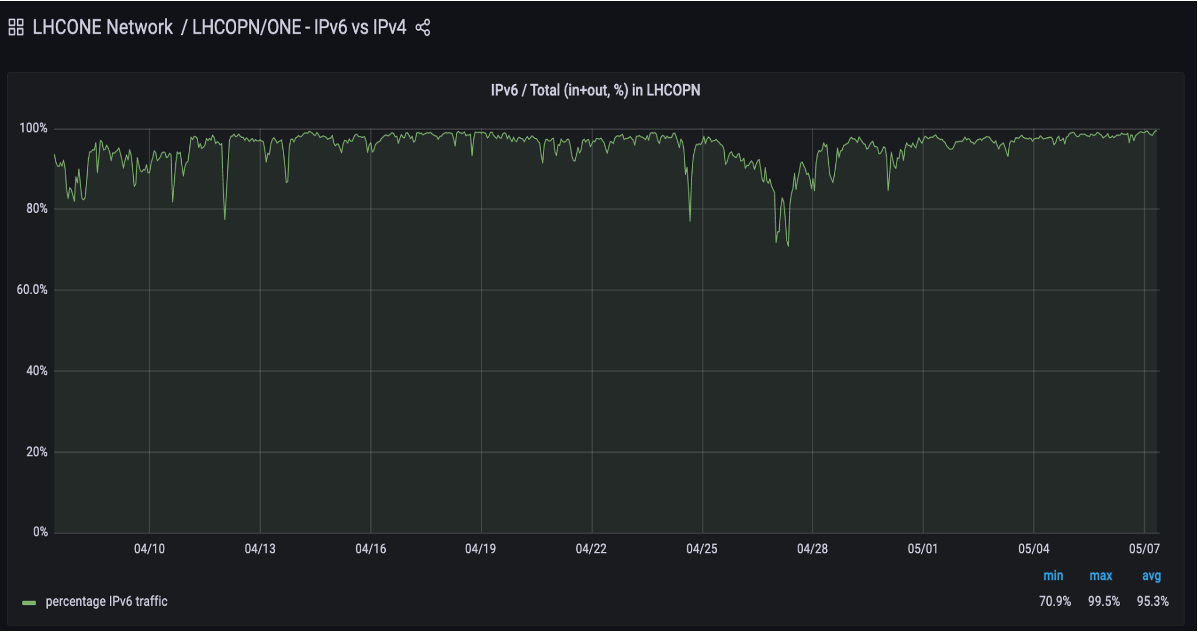 LHCONE Network / LHCOPN/ONE - IPv6 vs IPv4
IPv6 / Total (in+out, %) in LHCOPN
100%
80%
60.0%
40%
20%
0%
04/10 04/13 04/16 04/19 04/22 04/25 04/28 05/01 05/04 05/07
min max avg
percentage IPv6 traffic 70.9% 99.5% 95.3%